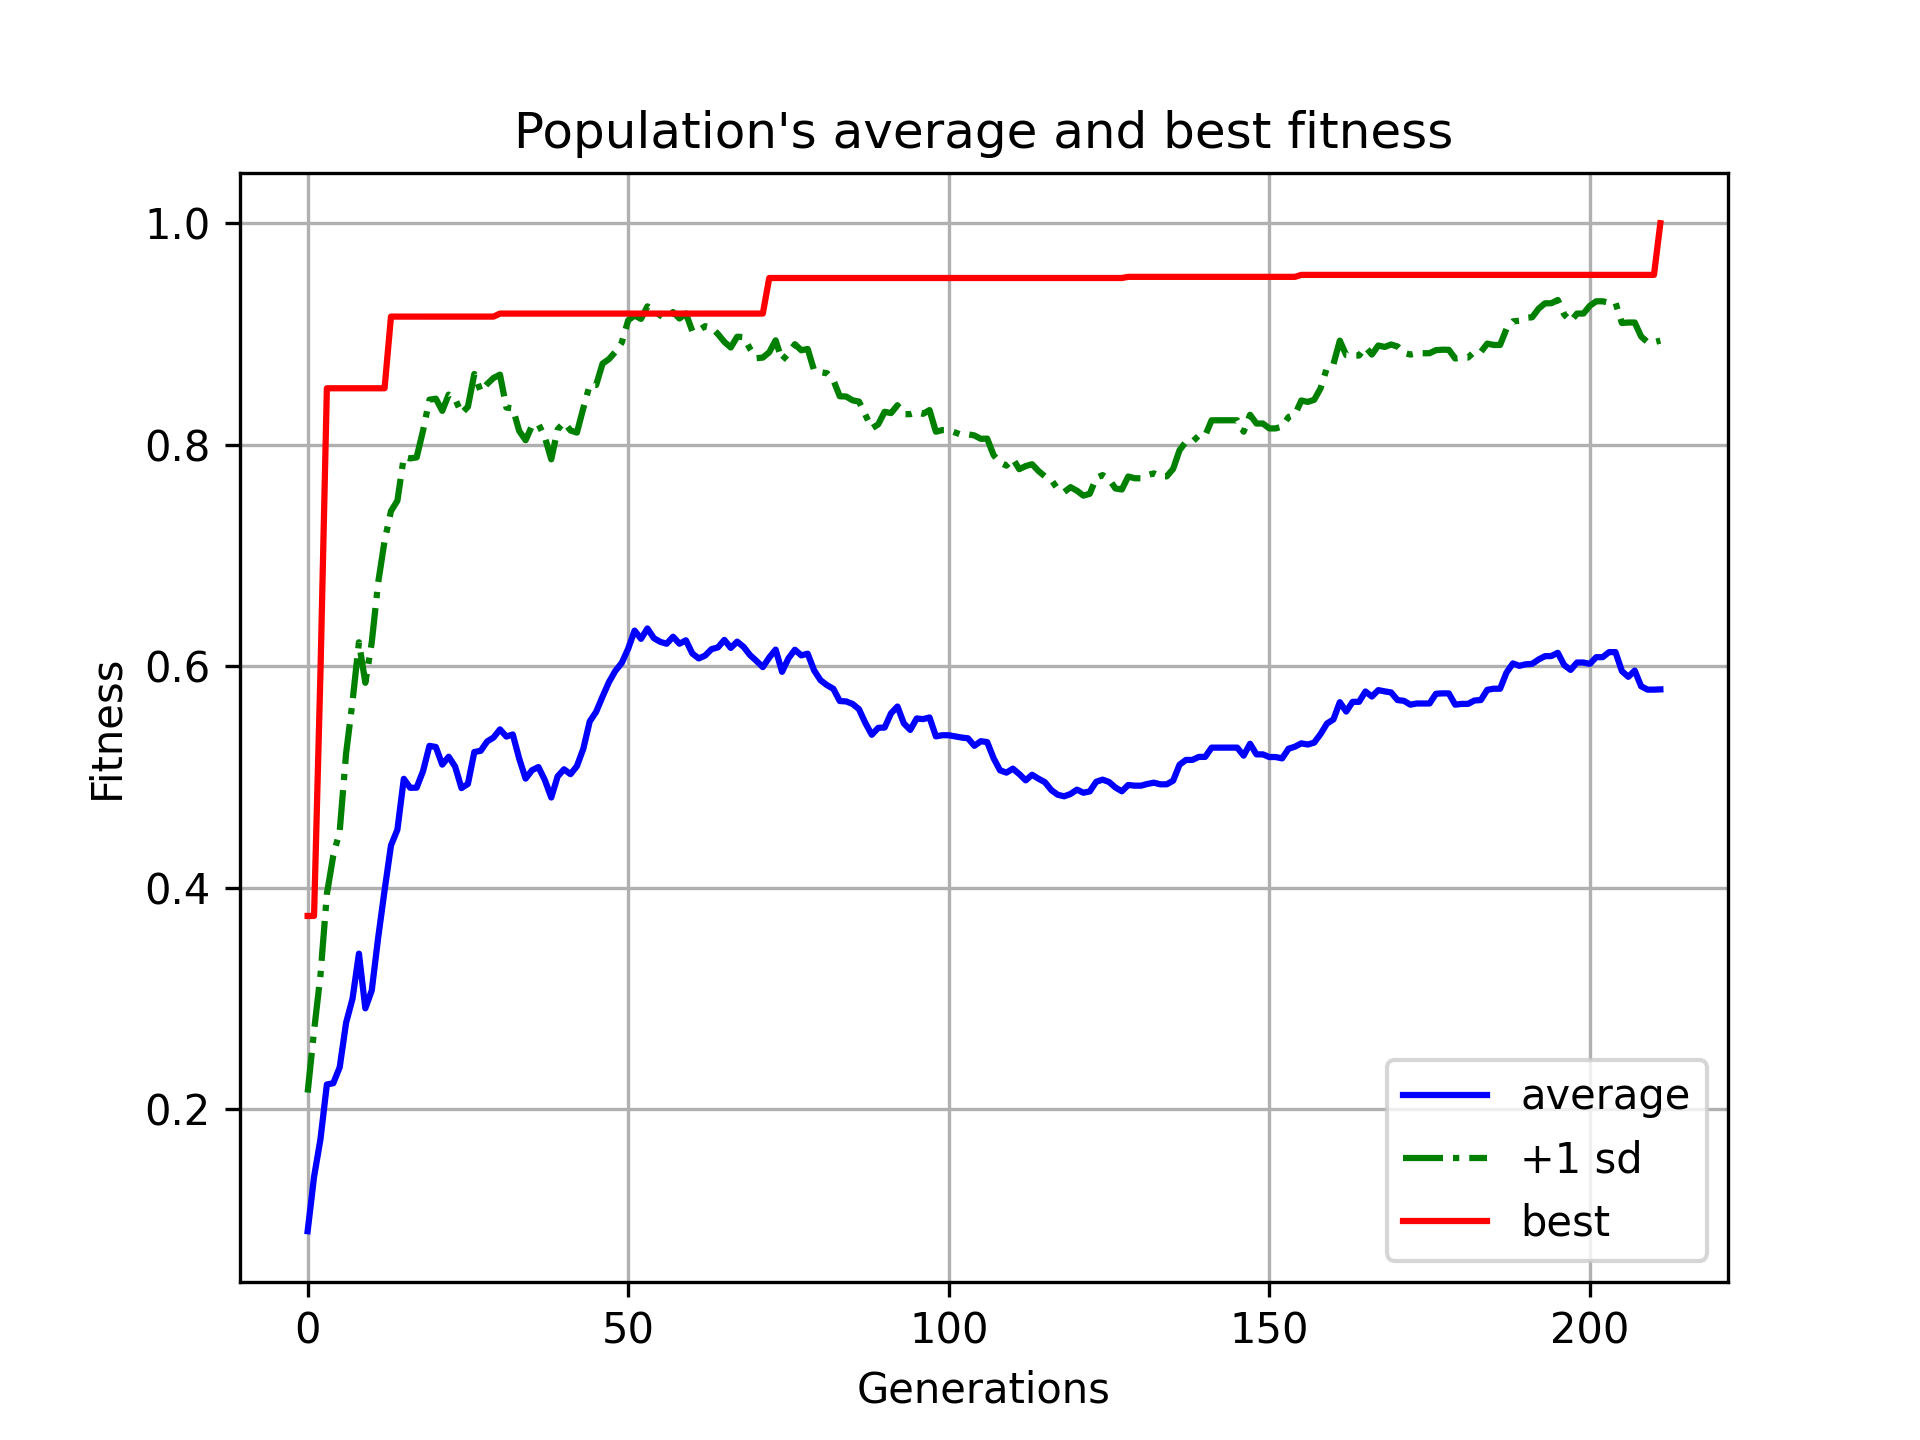 Population's average and best fitness
1.0
0.8
0.6
0.4
0.2
Fitness
average
+1 sd
best
0 50 100 150 200
Generations